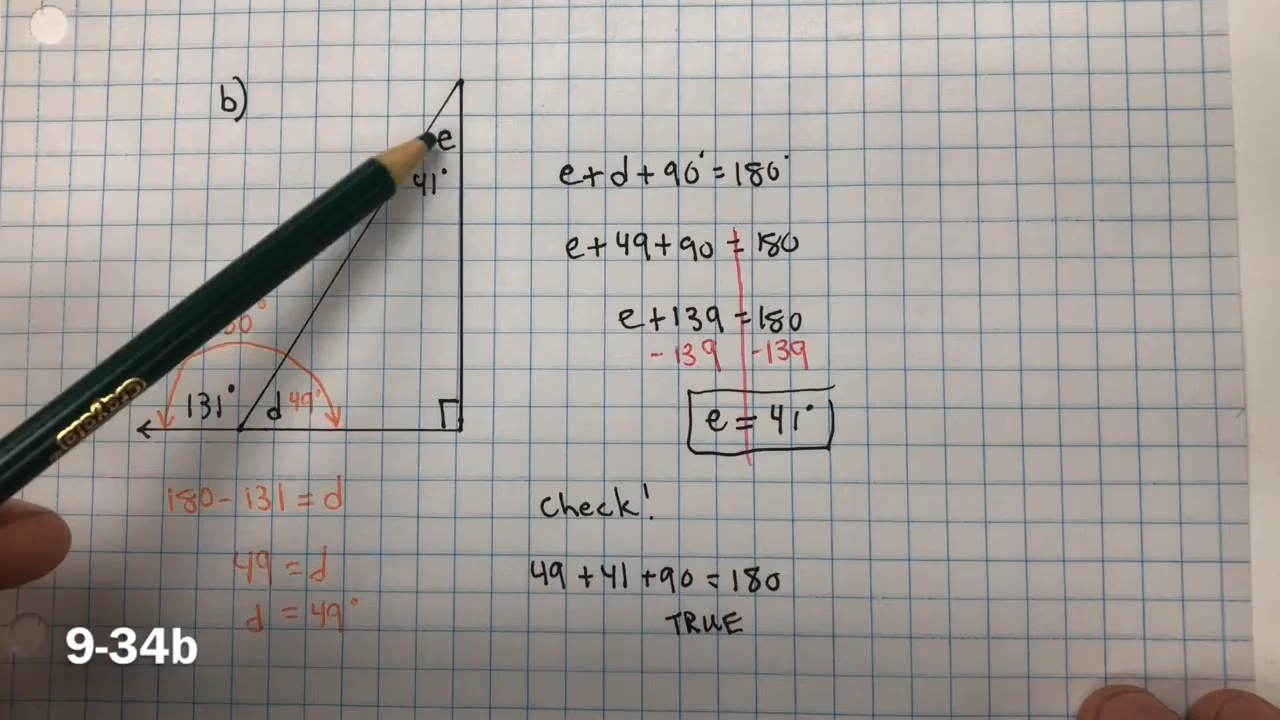 b)
e
41°
e+d+90°=180°
e+49+90=180
e+139=180
-139 -139
e=41°
131° d 49°
180-131=d
49=d
d=49°
Check!
49+41+90=180
TRUE
9-34b